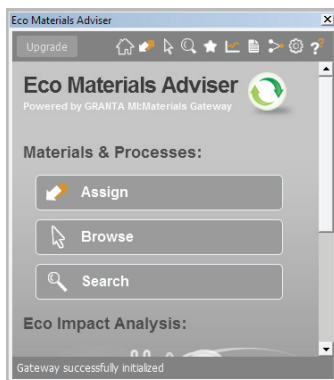 Eco Materials Adviser
Upgrade
Eco Materials Adviser
Powered by GRANTA MI:Materials Gateway
Materials & Processes:
Assign
Browse
Search
Eco Impact Analysis:
Gateway successfully initialized